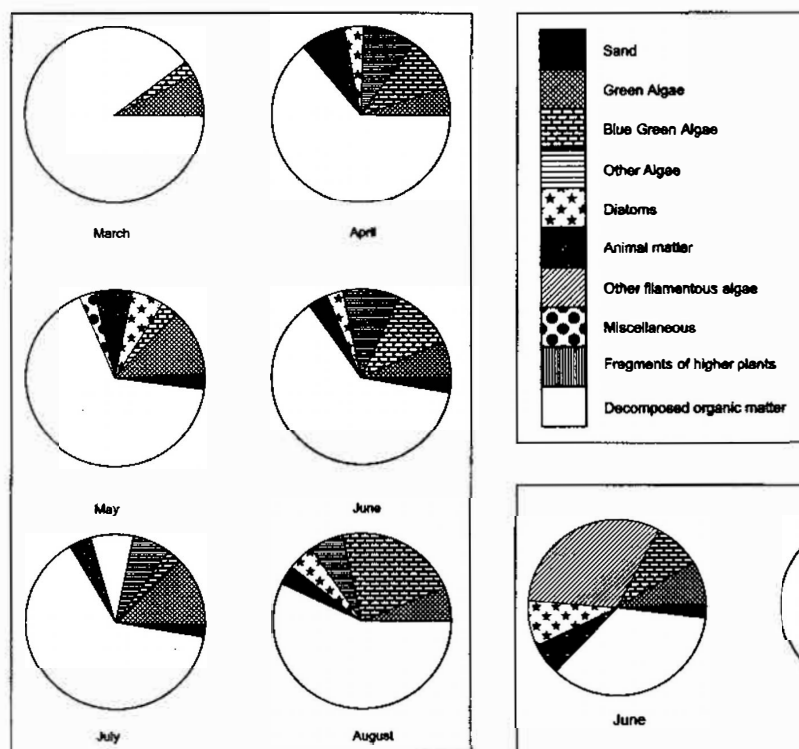 March
April
May
June
July
August
Sand
Green Algae
Blue Green Algae
Other Algae
Diatoms
Animal matter
Other filamentous algae
Miscellaneous
Fregments of higher plants
Decomposed organic matter
June